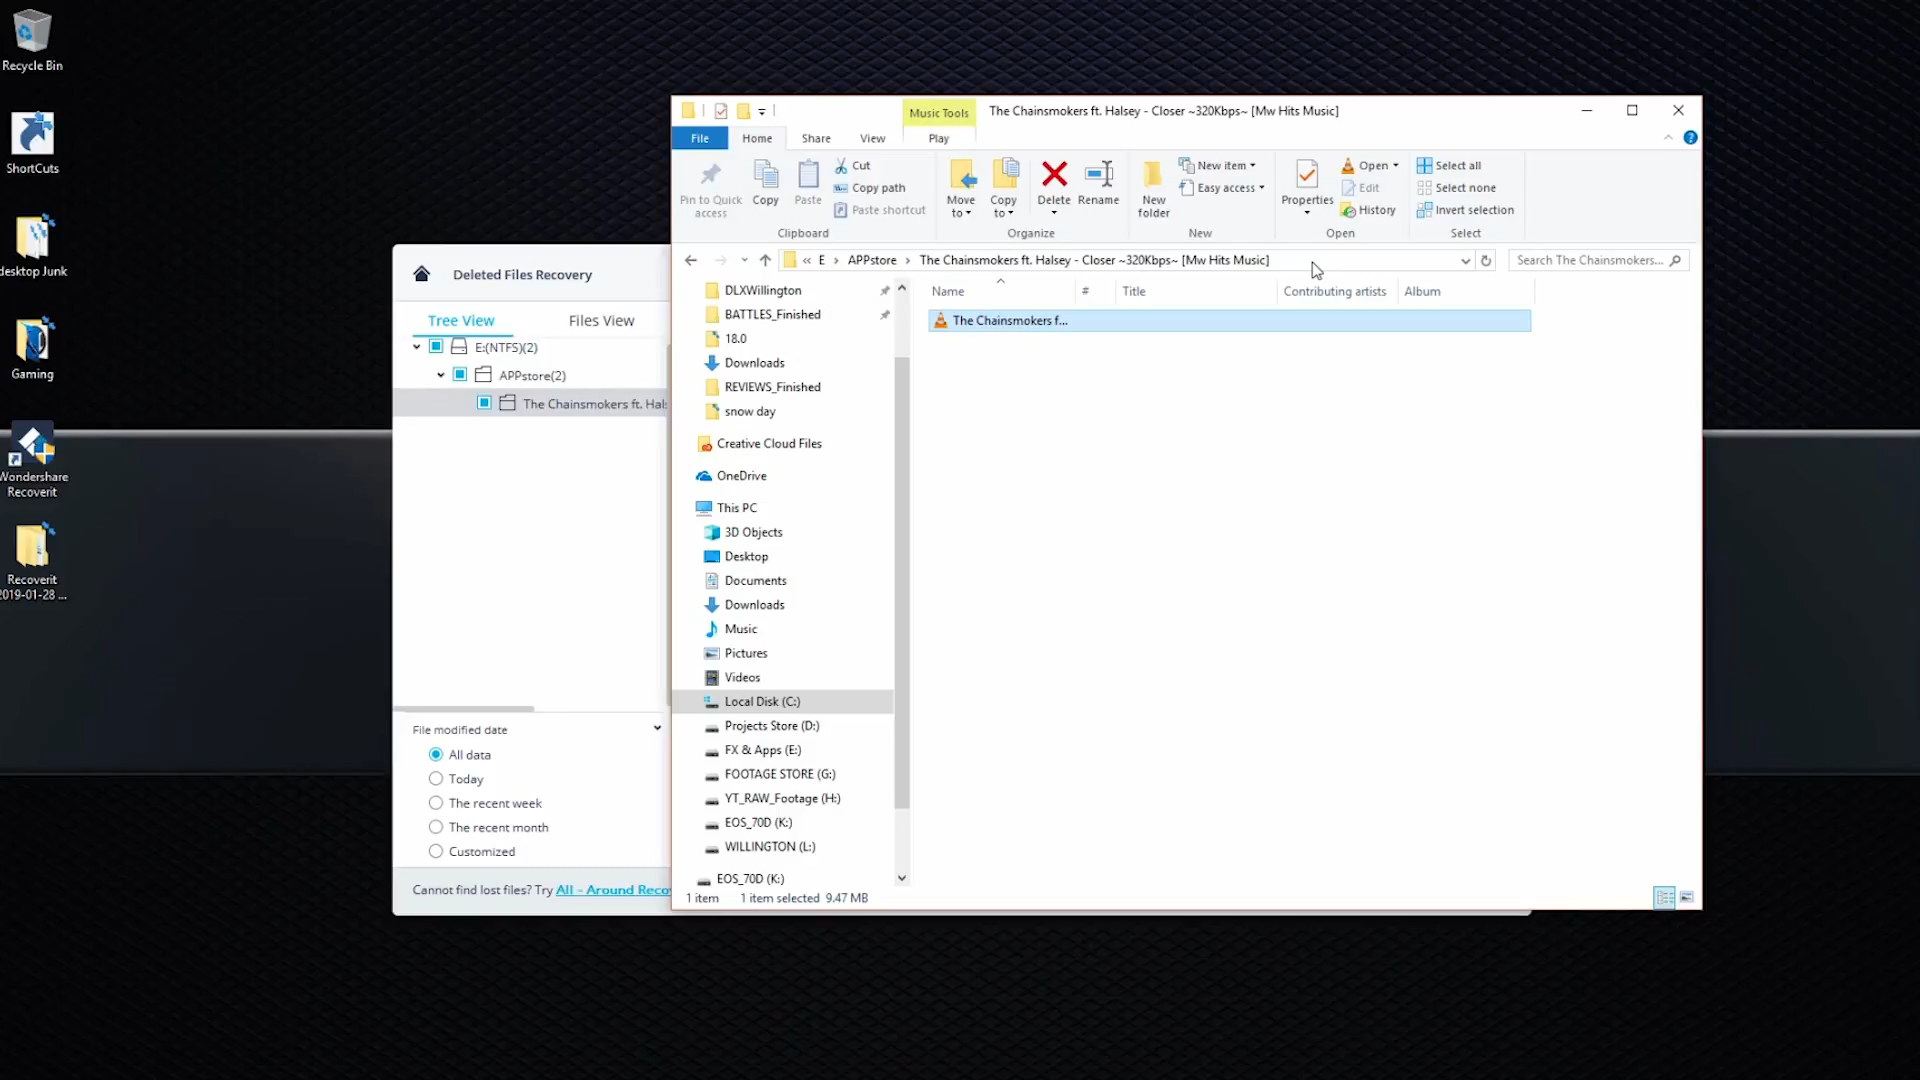 Recycle Bin
ShortCuts
desktop Junk
Gaming
Wondershare
Recoverit
Recoverit
2019-01-28 ...
Deleted Files Recovery
Tree View
Files View
E:(NTFS)(2)
APPstore(2)
The Chainsmokers ft. Hal
File modified date
All data
Today
The recent week
The recent month
Customized
Cannot find lost files? Try All - Around Reco
Music Tools
The Chainsmokers ft. Halsey - Closer ~320Kbps~ [Mw Hits Music]
File
Home
Share
View
Play
Pin to Quick
access
Copy
Paste
Cut
Copy path
Paste shortcut
Clipboard
Move
to
Copy
to
Delete
Rename
Organize
New
folder
New item
Easy access
New
Properties
Open
Edit
History
Open
Select all
Select none
Invert selection
Select
« E › APPstore › The Chainsmokers ft. Halsey - Closer ~320Kbps~ [Mw Hits Music]
Search The Chainsmokers...
DLXWillington
BATTLES_Finished
18.0
Downloads
REVIEWS_Finished
snow day
Creative Cloud Files
OneDrive
This PC
3D Objects
Desktop
Documents
Downloads
Music
Pictures
Videos
Local Disk (C:)
Projects Store (D:)
FX & Apps (E:)
FOOTAGE STORE (G:)
YT_RAW_Footage (H:)
EOS_70D (K:)
WILLINGTON (L:)
EOS_70D (K:)
Name
#
Title
Contributing artists
Album
The Chainsmokers f...
1 item
1 item selected 9.47 MB